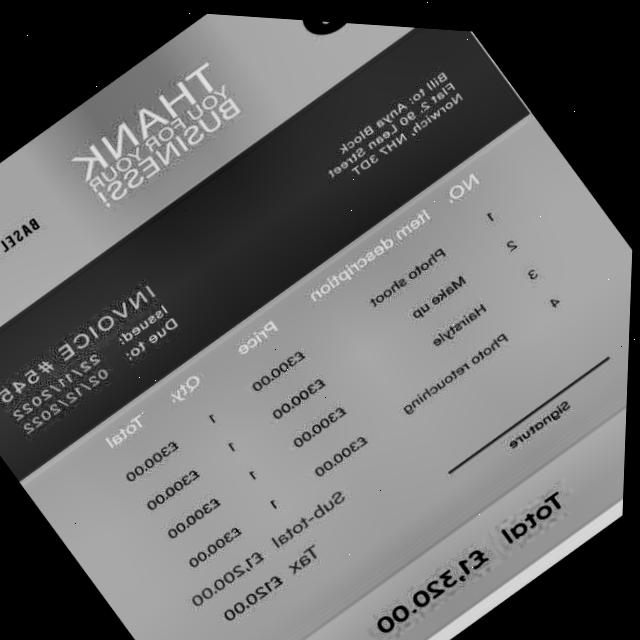 BASEL
THANK
YOU FOR YOUR
BUSINESS!
Bill to: Ariya Block
Flat 2, 90 Street
Norwich, NH7 3DT
INVOICE #545
Issued: 22/11/2022
Due to: 02/12/2022
NO. Item description Price QTY Total
1 Photo shoot £300.00 1 £300.00
2 Make up £300.00 1 £300.00
3 Hairstyle £300.00 1 £300.00
4 Photo retouching £300.00 1 £300.00
Sub-total £1.200.00
Tax £120.00
Signature
Total £1.320.00